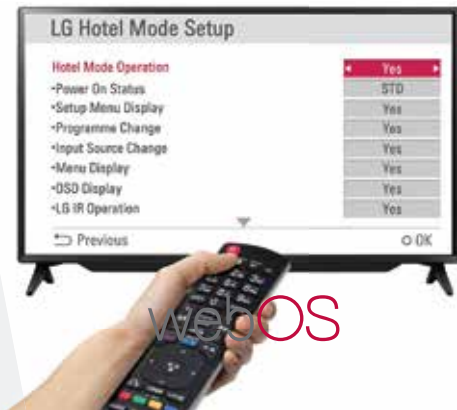 LG Hotel Mode Setup
Hotel Mode Operation Yes
•Power On Status STD
•Setup Menu Display Yes
•Programme Change Yes
•Input Source Change Yes
•Menu Display Yes
•OSD Display Yes
•LG IR Operation Yes
Previous OK
webOS